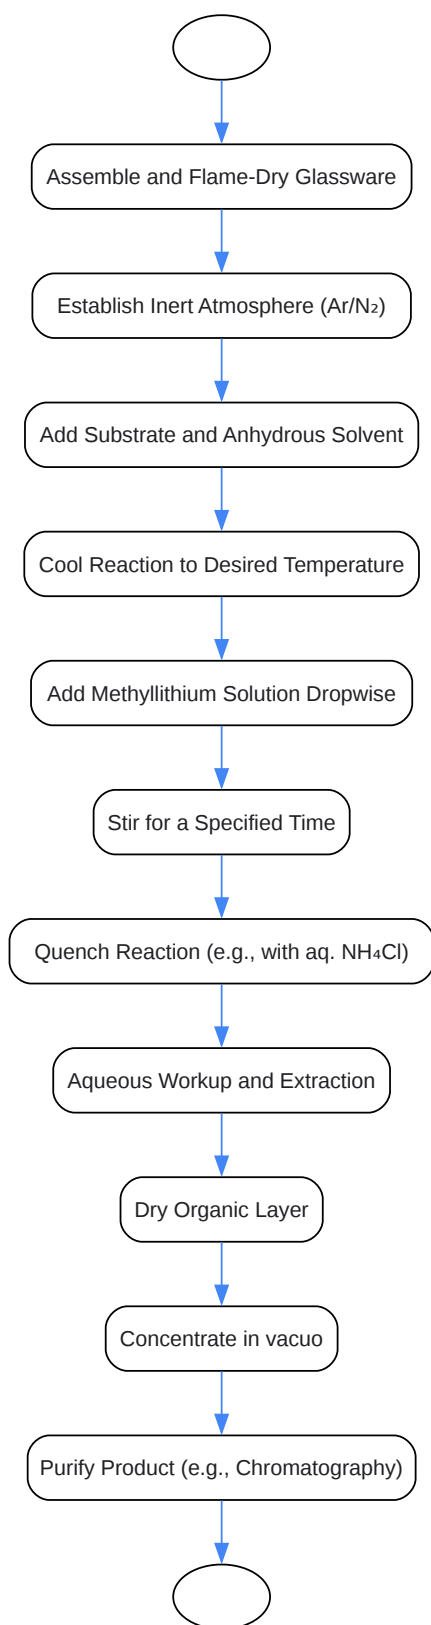 Assemble and Flame-Dry Glassware
Establish Inert Atmosphere (Ar/N₂)
Add Substrate and Anhydrous Solvent
Cool Reaction to Desired Temperature
Add Methyllithium Solution Dropwise
Stir for a Specified Time
Quench Reaction (e.g., with aq. NH₄Cl)
Aqueous Workup and Extraction
Dry Organic Layer
Concentrate in vacuo
Purify Product (e.g., Chromatography)